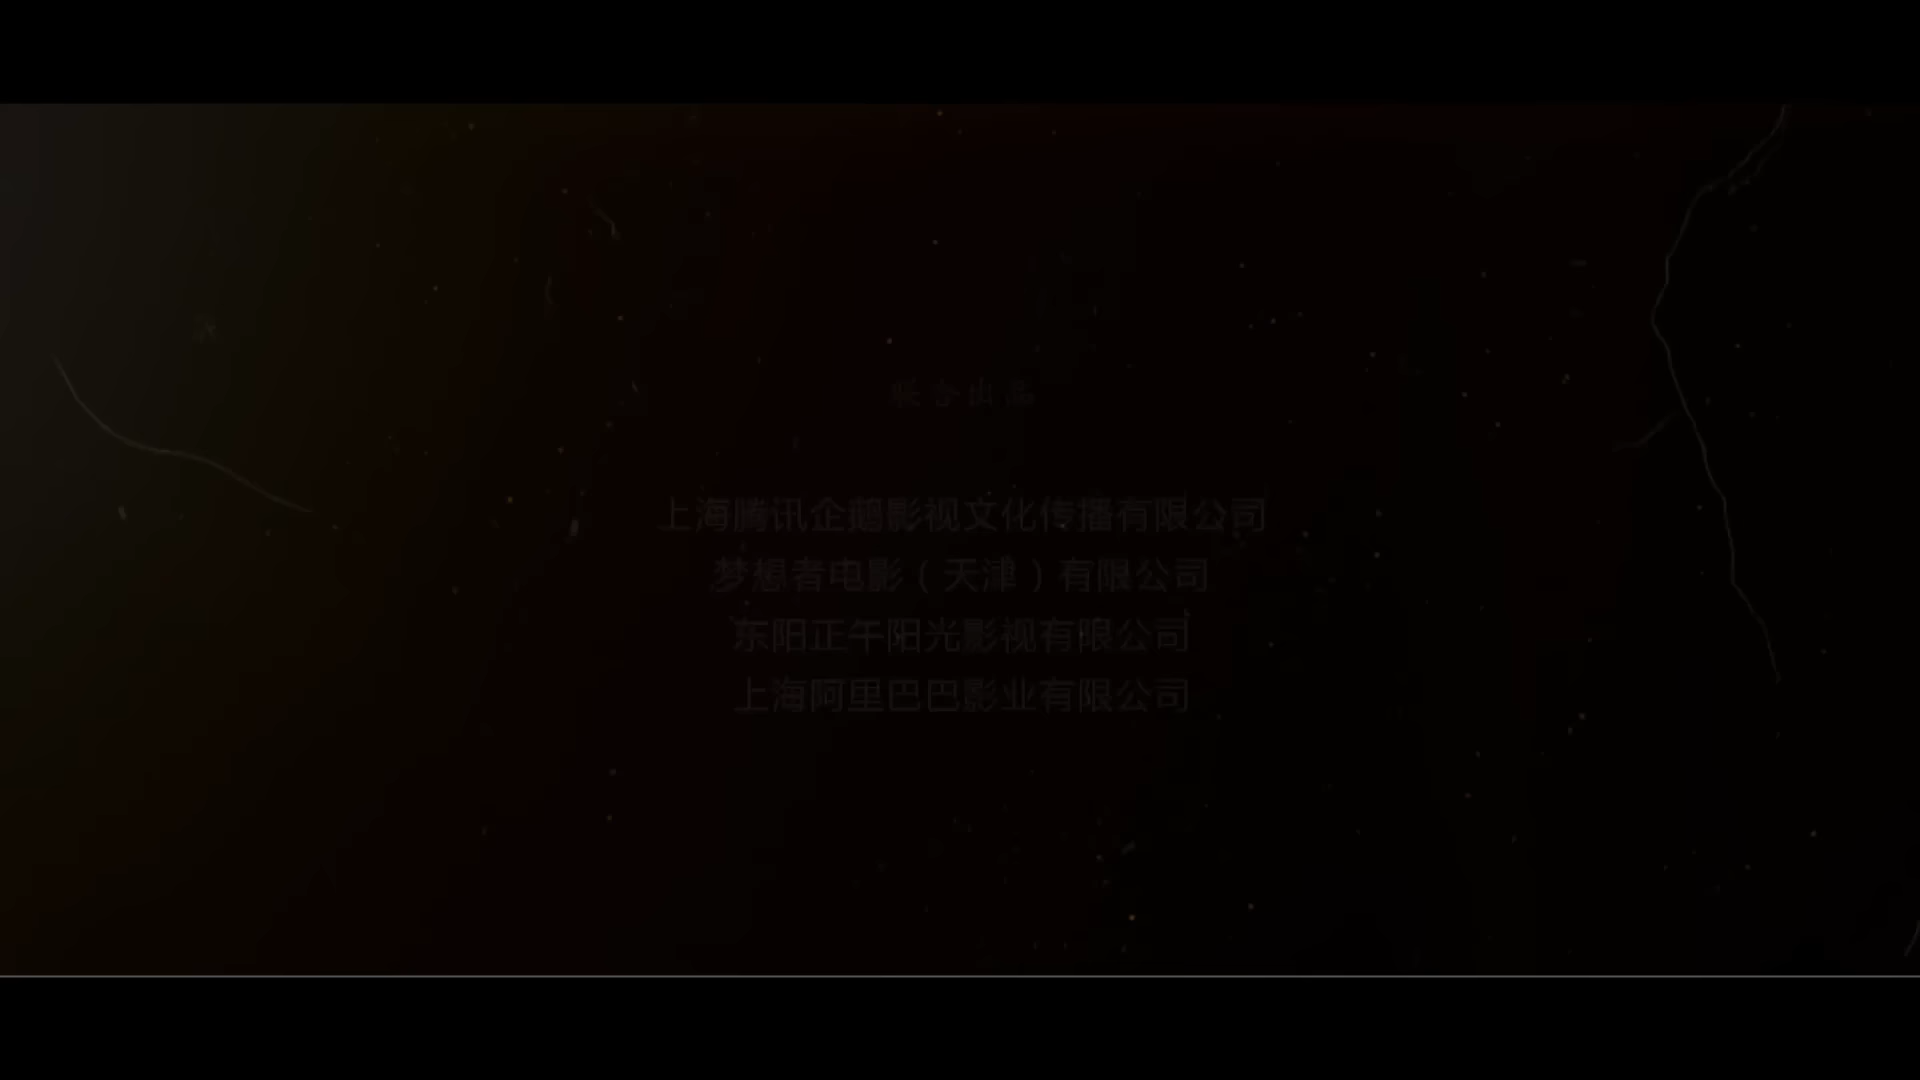 联合出品
上海腾讯企鹅影视文化传播有限公司
梦想者电影（天津）有限公司
东阳正午阳光影视有限公司
上海阿里巴巴影业有限公司